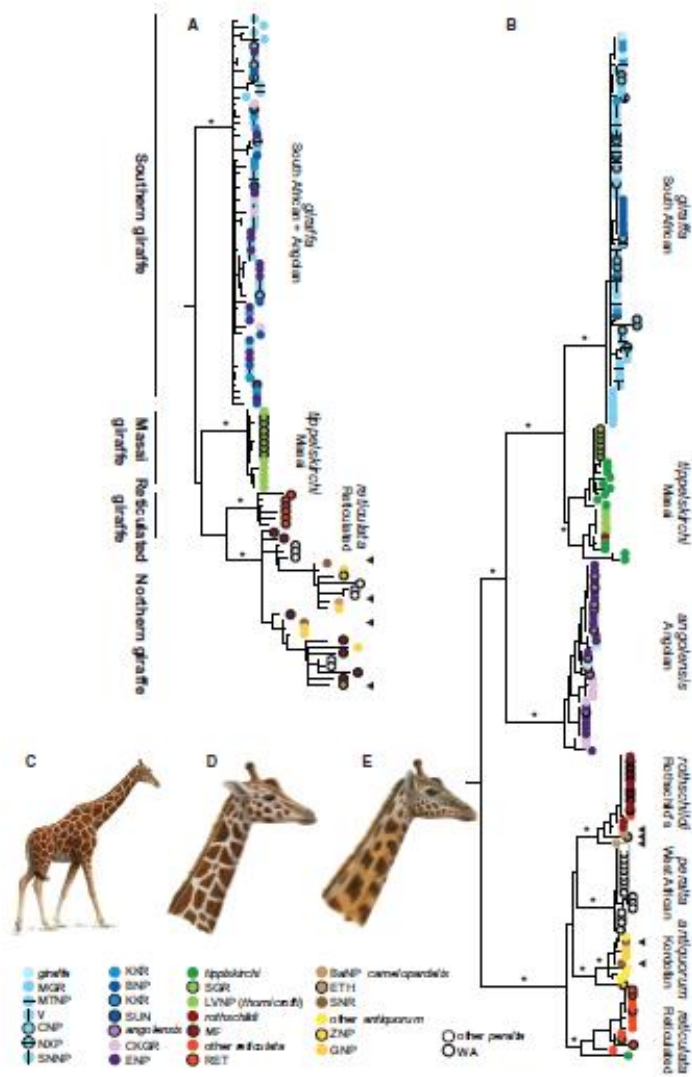 A
B
giraffa
South African + Angolan
Southern giraffe
tippelskirchi
Masai
Masai
giraffe
reticulata
Reticulated
Reticulated
giraffe
Northern giraffe
giraffa
South African
tippelskirchi
Masai
angolensis
Angolan
rothschildi
Rothschild's
peralta
West African
antiquorum
Kordofan
reticulata
Reticulated
C
D
E
giraffa
MGR
MTNP
V
CNP
NXP
SNNP
KKR
BNP
KKR
SUN
angolensis
CKGR
ENP
SGR
LVNP (thornicrofti)
rothschildi
MF
other reticulata
RET
BaNP camelopardalis
ETH
SNR
other antiquorum
ZNP
GNP
other peralta
WA